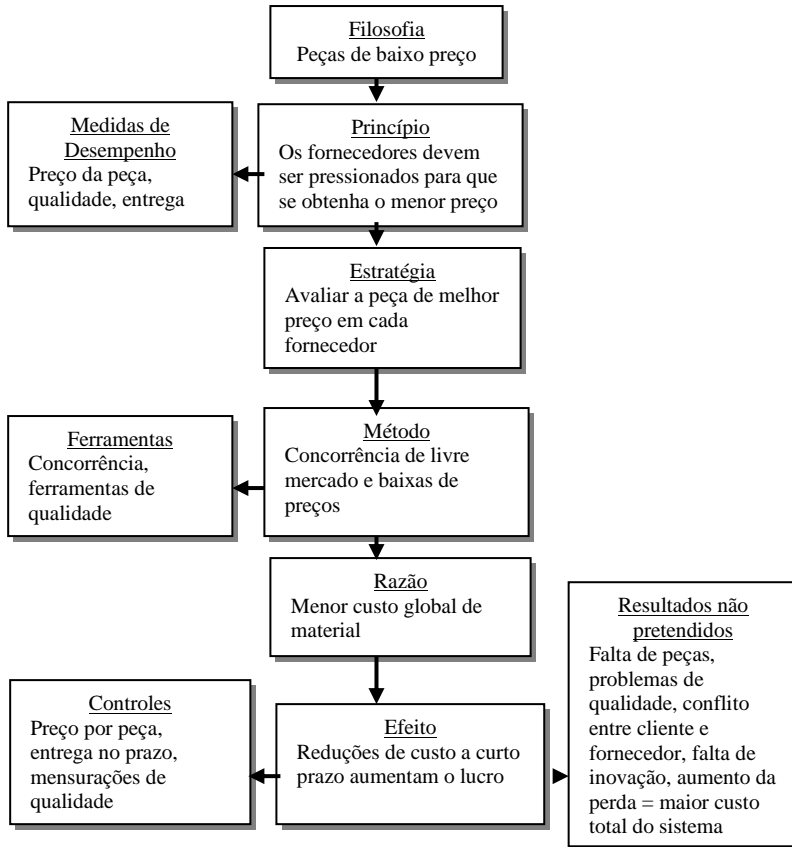 Filosofia
Peças de baixo preço
Medidas de
Desempenho
Preço da peça,
qualidade, entrega
Princípio
Os fornecedores devem
ser pressionados para que
se obtenha o menor preço
Estratégia
Avaliar a peça de melhor
preço em cada
fornecedor
Ferramentas
Concorrência,
ferramentas de
qualidade
Método
Concorrência de livre
mercado e baixas de
preços
Razão
Menor custo global de
material
Resultados não
pretendidos
Falta de peças,
problemas de
qualidade, conflito
entre cliente e
fornecedor, falta de
inovação, aumento da
perda = maior custo
total do sistema
Controles
Preço por peça,
entrega no prazo,
mensurações de
qualidade
Efeito
Reduções de custo a curto
prazo aumentam o lucro